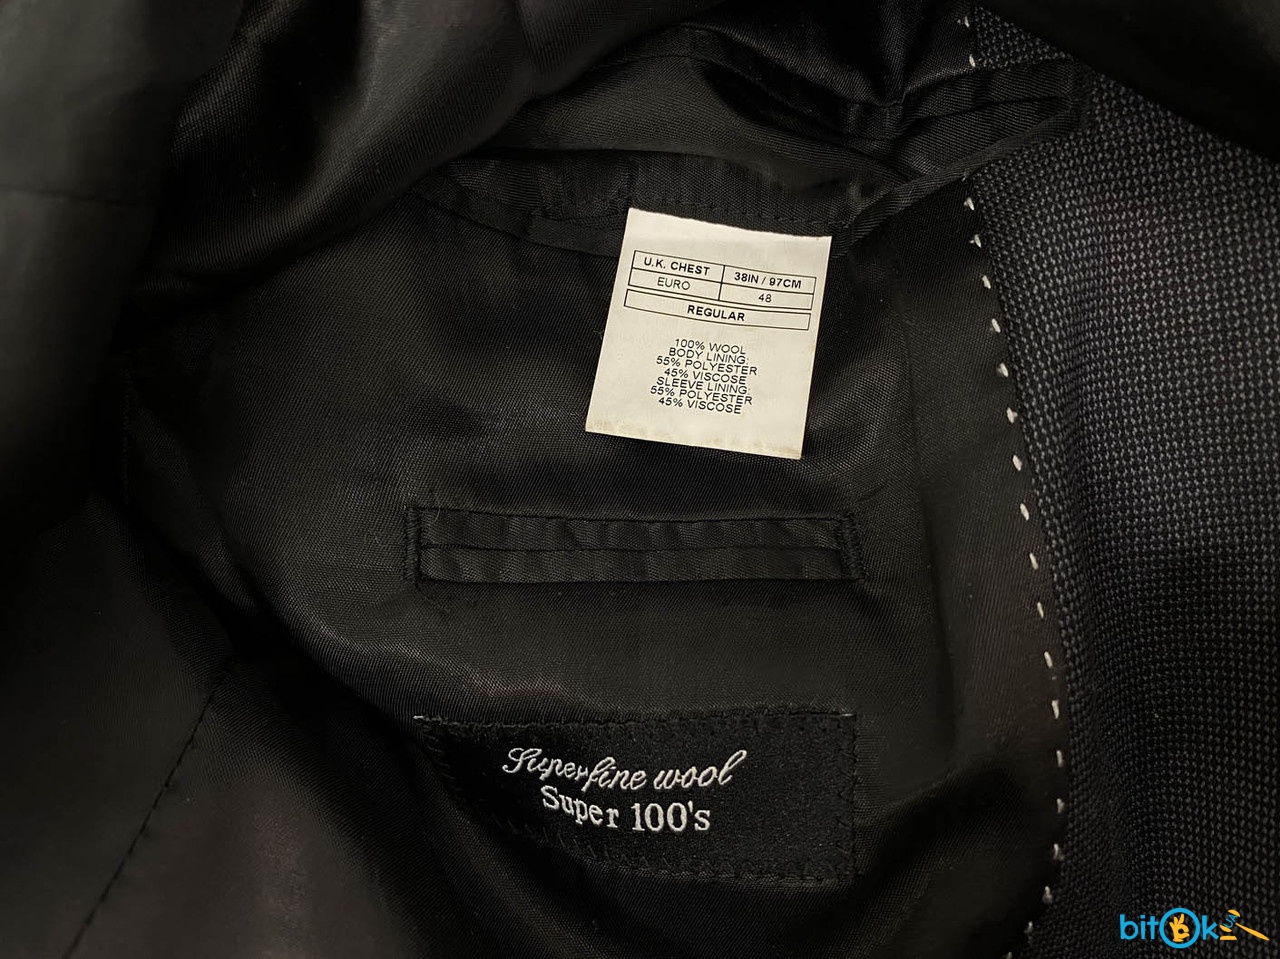 U.K. CHEST 38IN / 97CM
EURO 48
REGULAR
100% WOOL
BODY LINING:
55% POLYESTER
45% VISCOSE
SLEEVE LINING:
55% POLYESTER
45% VISCOSE
Superfine wool
Super 100's
bitOk
UA